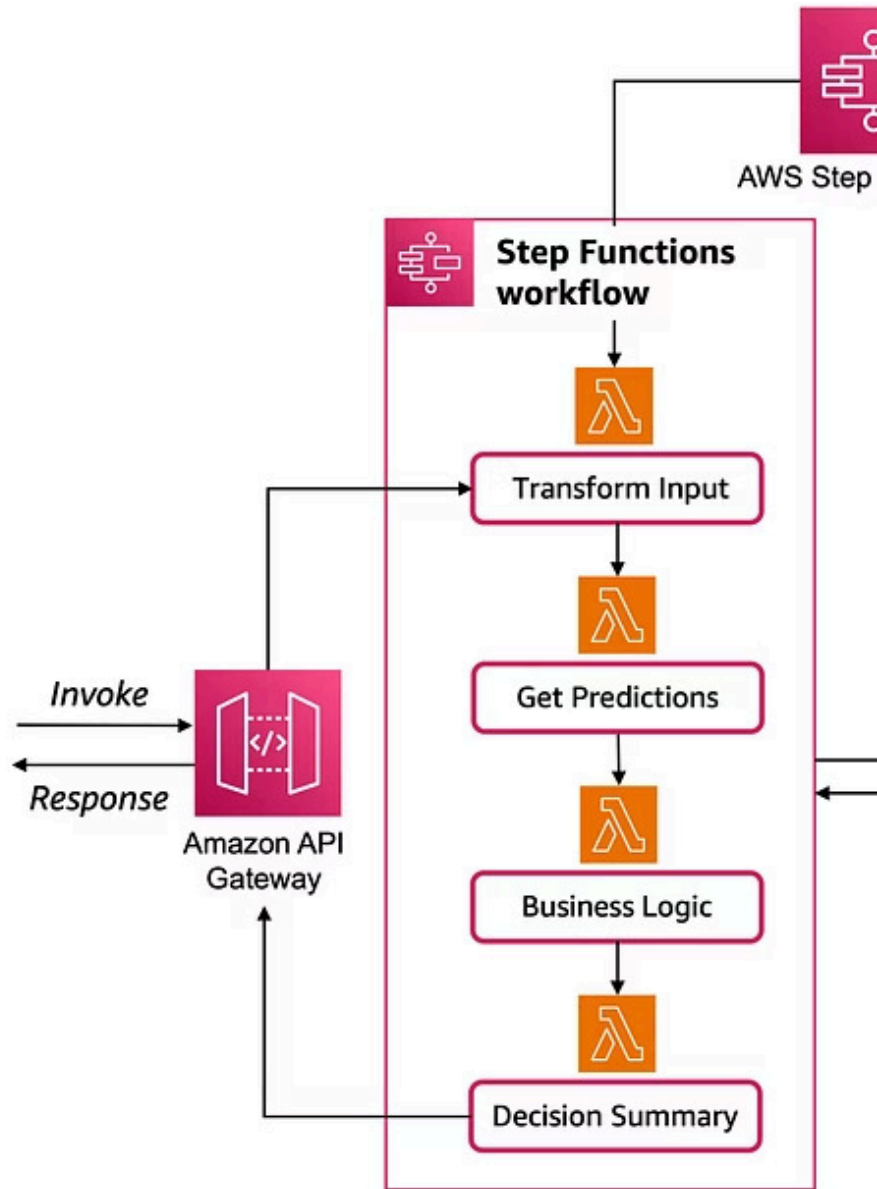 AWS Step
Step Functions
workflow
Transform Input
Get Predictions
Invoke
</>
Response
Amazon API
Gateway
Business Logic
Decision Summary